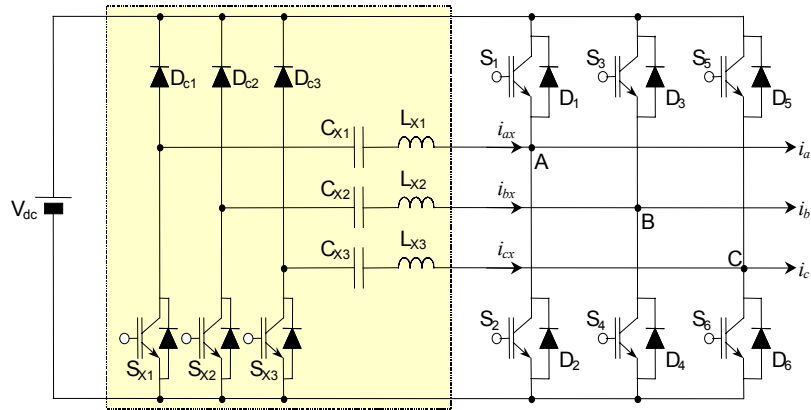 S1 S3 S5
Dc1 Dc2 Dc3
D1 D3 D5
CX1 LX1 iax ia
A
CX2 LX2 ibx ib
Vdc
B
CX3 LX3 icx C ic
S2 S4 S6
SX1 SX2 SX3 D2 D4 D6